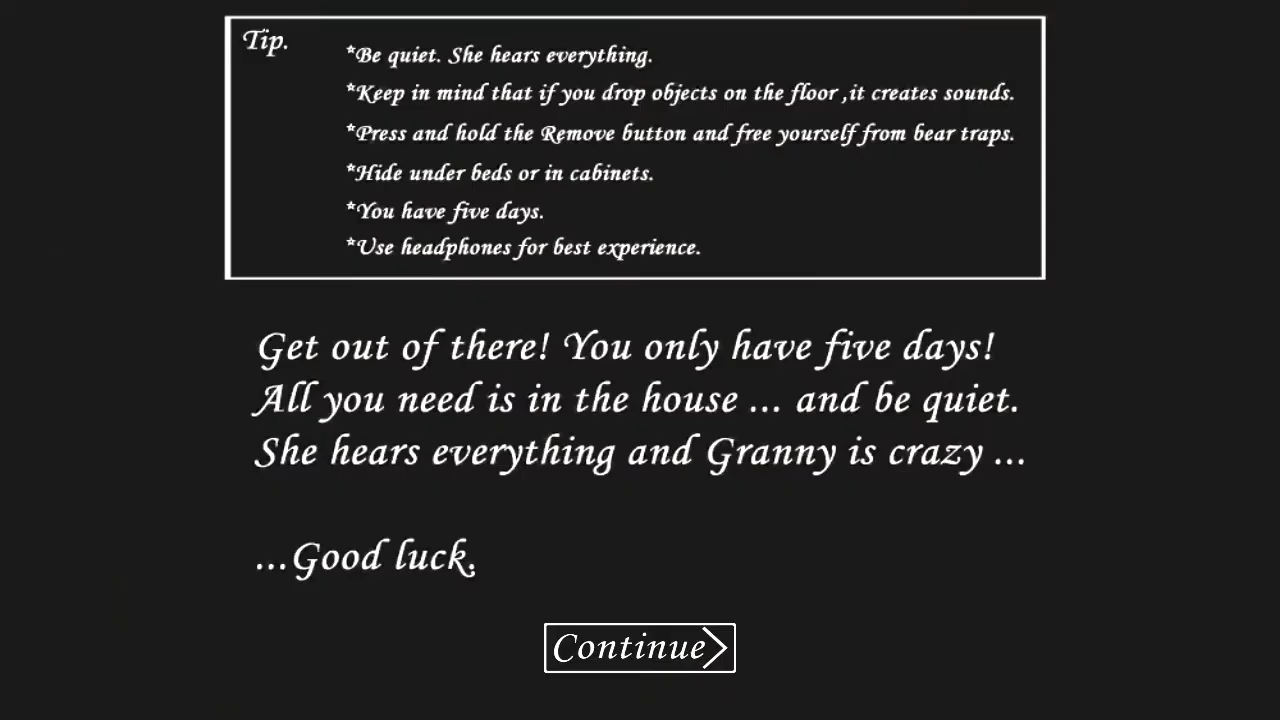 Tip.
*Be quiet. She hears everything.
*Keep in mind that if you drop objects on the floor ,it creates sounds.
*Press and hold the Remove button and free yourself from bear traps.
*Hide under beds or in cabinets.
*You have five days.
*Use headphones for best experience.
Get out of there! You only have five days!
All you need is in the house ... and be quiet.
She hears everything and Granny is crazy ...
...Good luck.
Continue>